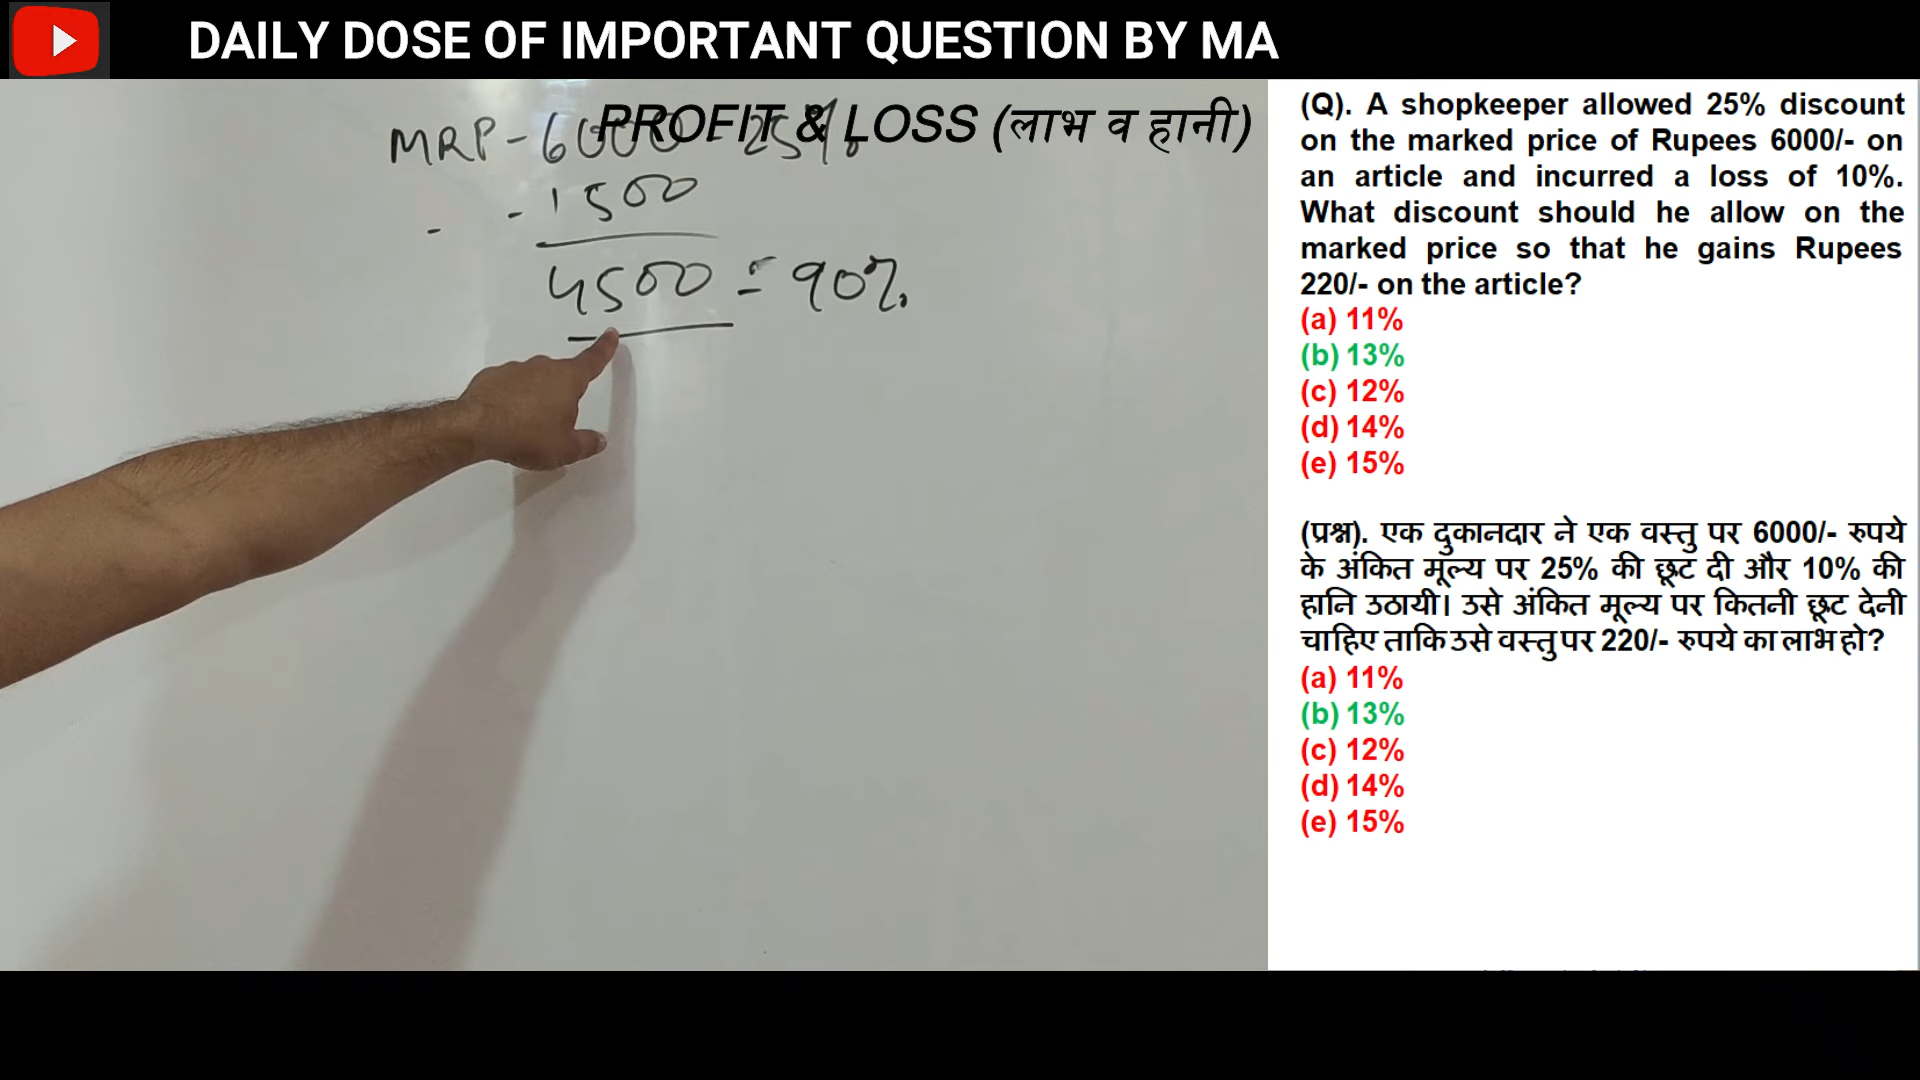 DAILY DOSE OF IMPORTANT QUESTION BY MA
PROFIT & LOSS (लाभ व हानी)
MRP - 6000 - 25%
- 1500
4500 = 90%
(Q). A shopkeeper allowed 25% discount
on the marked price of Rupees 6000/- on
an article and incurred a loss of 10%.
What discount should he allow on the
marked price so that he gains Rupees
220/- on the article?
(a) 11%
(b) 13%
(c) 12%
(d) 14%
(e) 15%
(प्रश्न). एक दुकानदार ने एक वस्तु पर 6000/- रुपये
के अंकित मूल्य पर 25% की छूट दी और 10% की
हानि उठायी। उसे अंकित मूल्य पर कितनी छूट देनी
चाहिए ताकि उसे वस्तु पर 220/- रुपये का लाभ हो?
(a) 11%
(b) 13%
(c) 12%
(d) 14%
(e) 15%